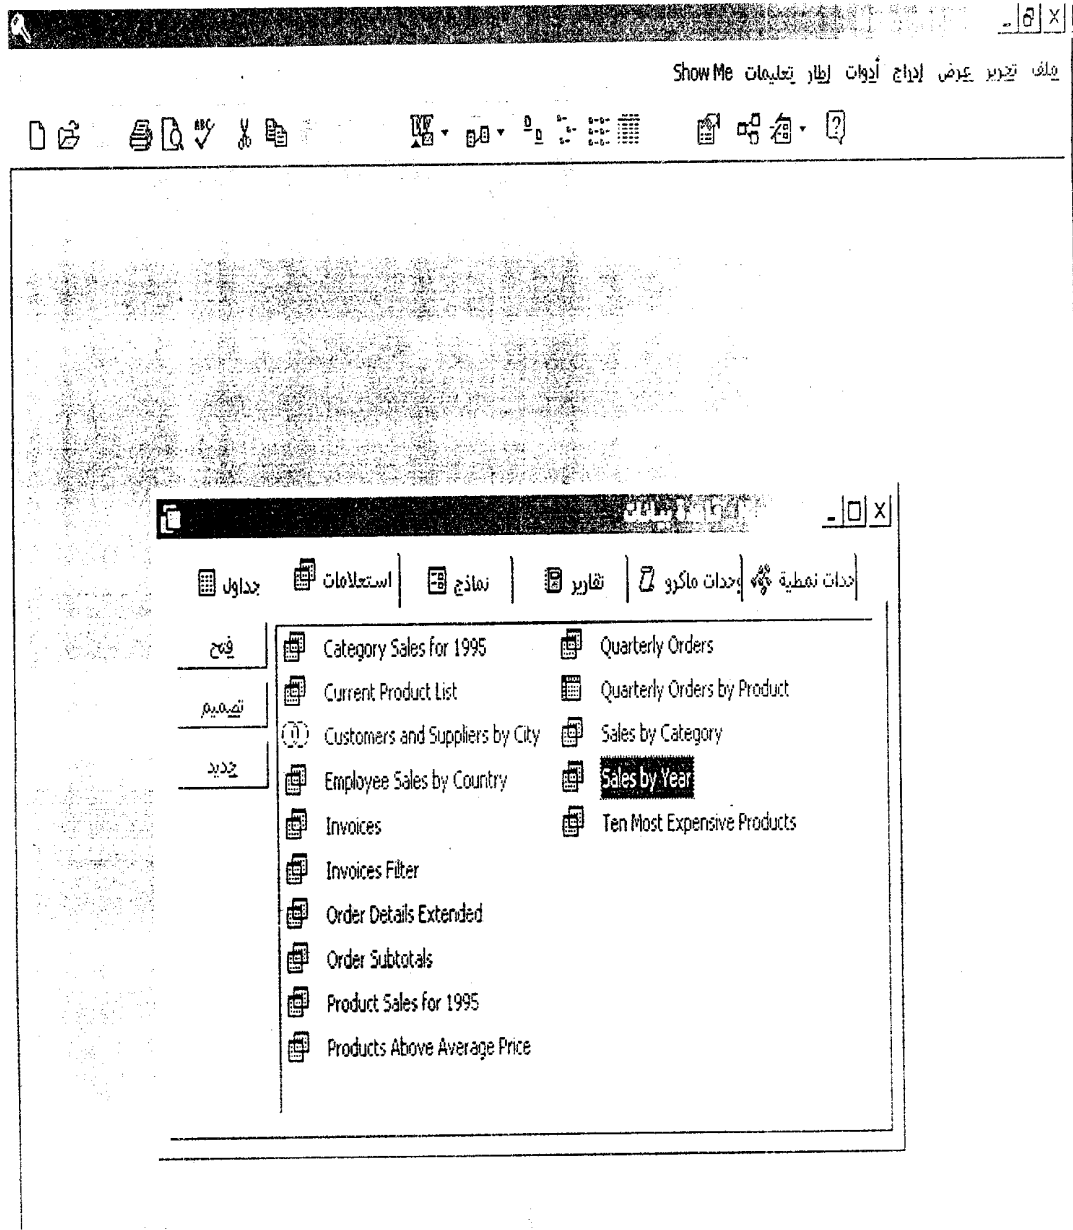 ملف تحرير عرض إدراج أدوات إطار تعليمات Show Me
ABC
جداول استعلامات نماذج تقارير وحدات ماكرو حدات نمطية
فتح
تصميم
جديد
Category Sales for 1995
Current Product List
Customers and Suppliers by City
Employee Sales by Country
Invoices
Invoices Filter
Order Details Extended
Order Subtotals
Product Sales for 1995
Products Above Average Price
Quarterly Orders
Quarterly Orders by Product
Sales by Category
Sales by Year
Ten Most Expensive Products